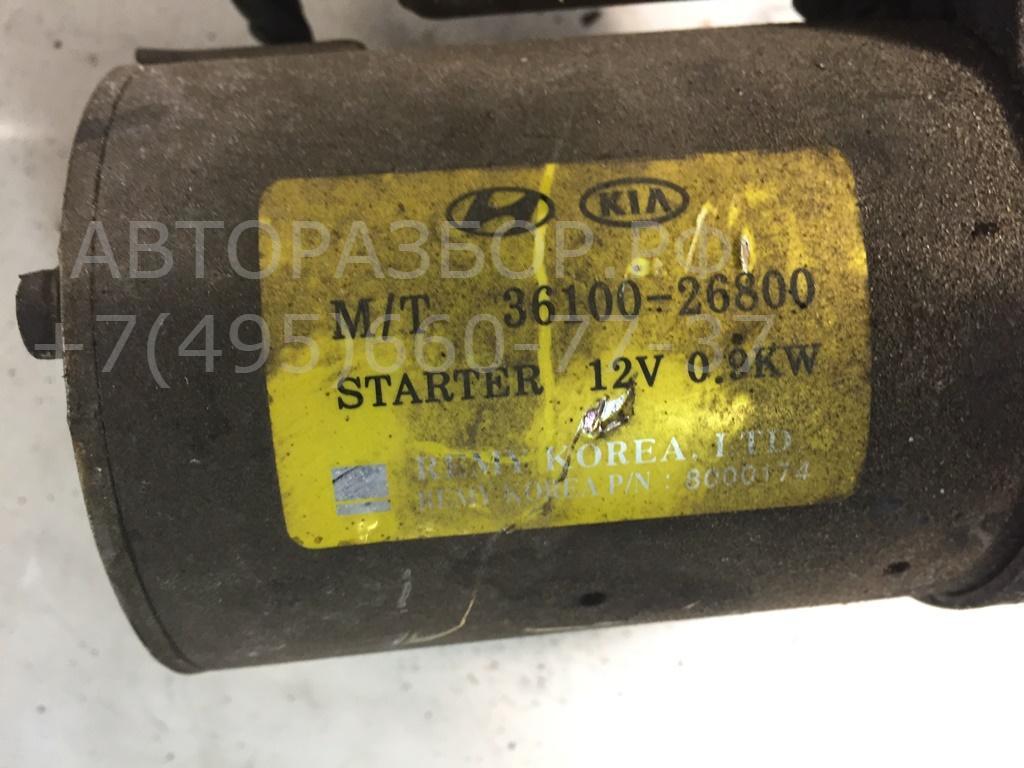 KIA
АВТОРАЗБОР.РФ
M/T 36100-26800
+7(495)660-77-37
STARTER 12V 0.9KW
REMY KOREA, LTD
REMY KOREA P/N : 8000174